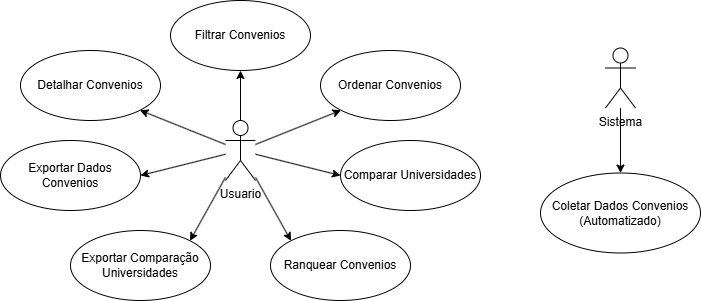 Filtrar Convenios
Detalhar Convenios
Ordenar Convenios
Exportar Dados
Convenios
Usuario
Comparar Universidades
Exportar Comparação
Universidades
Ranquear Convenios
Sistema
Coletar Dados Convenios
(Automatizado)